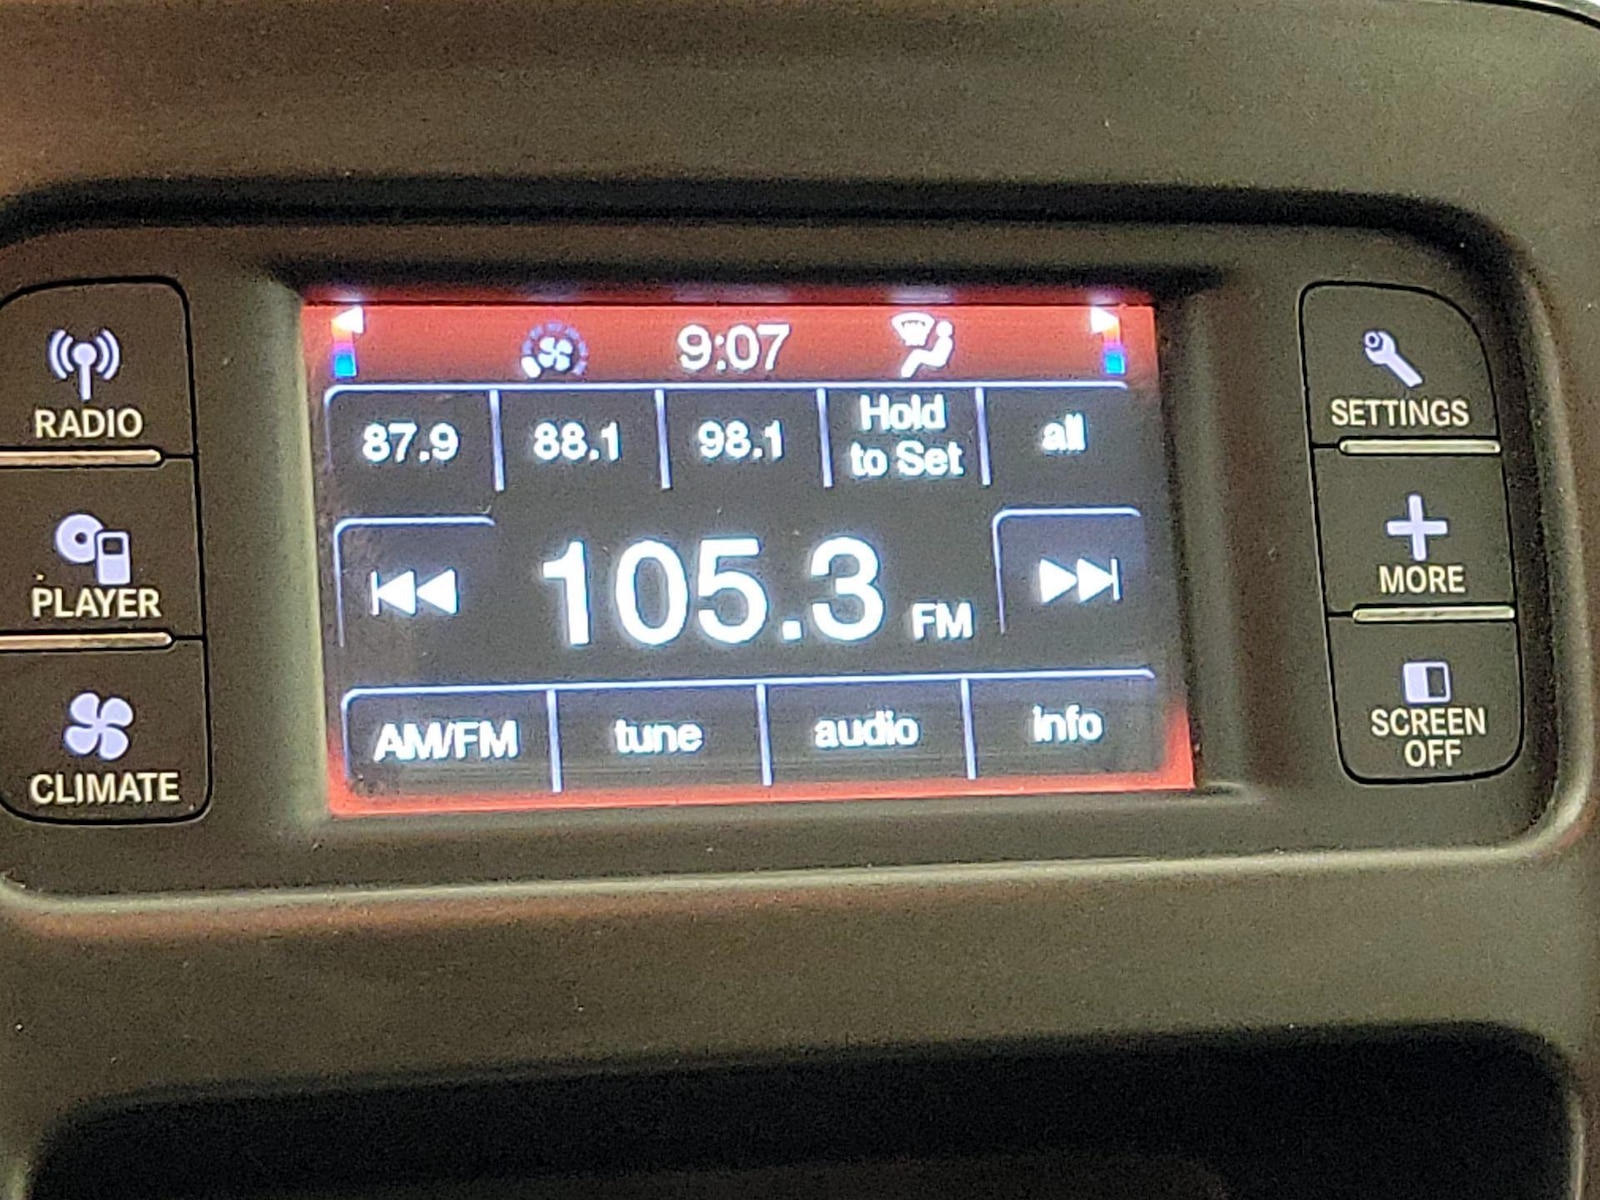 9:07
87.9 88.1 98.1 Hold to Set all
105.3 FM
AM/FM tune audio info
RADIO
PLAYER
CLIMATE
SETTINGS
MORE
SCREEN
OFF